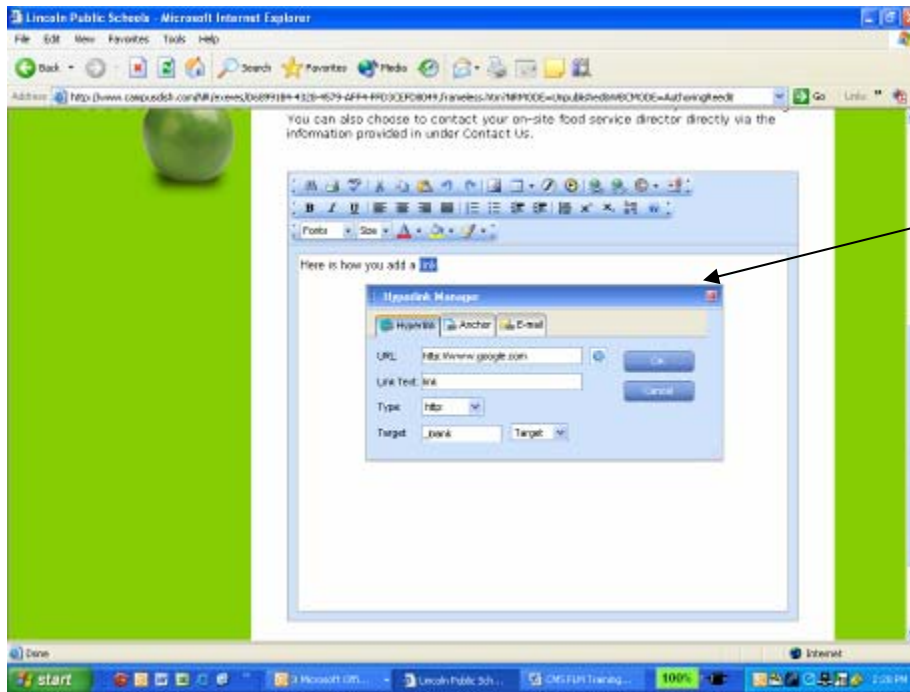 Lincoln Public Schools - Microsoft Internet Explorer
File Edit View Favorites Tools Help
Back Search Favorites Media
Address Go Links
You can also choose to contact your on-site food service director directly via the
information provided in under Contact Us.
B I U
Fonts Size A
Here is how you add a link
Hyperlink Manager
Hyperlink Anchor E-mail
URL http://www.google.com
Link Text link OK
Cancel
Type http:
Target _blank Target
Done Internet
start 3 Microsoft Off... Lincoln Public Sch... 100%